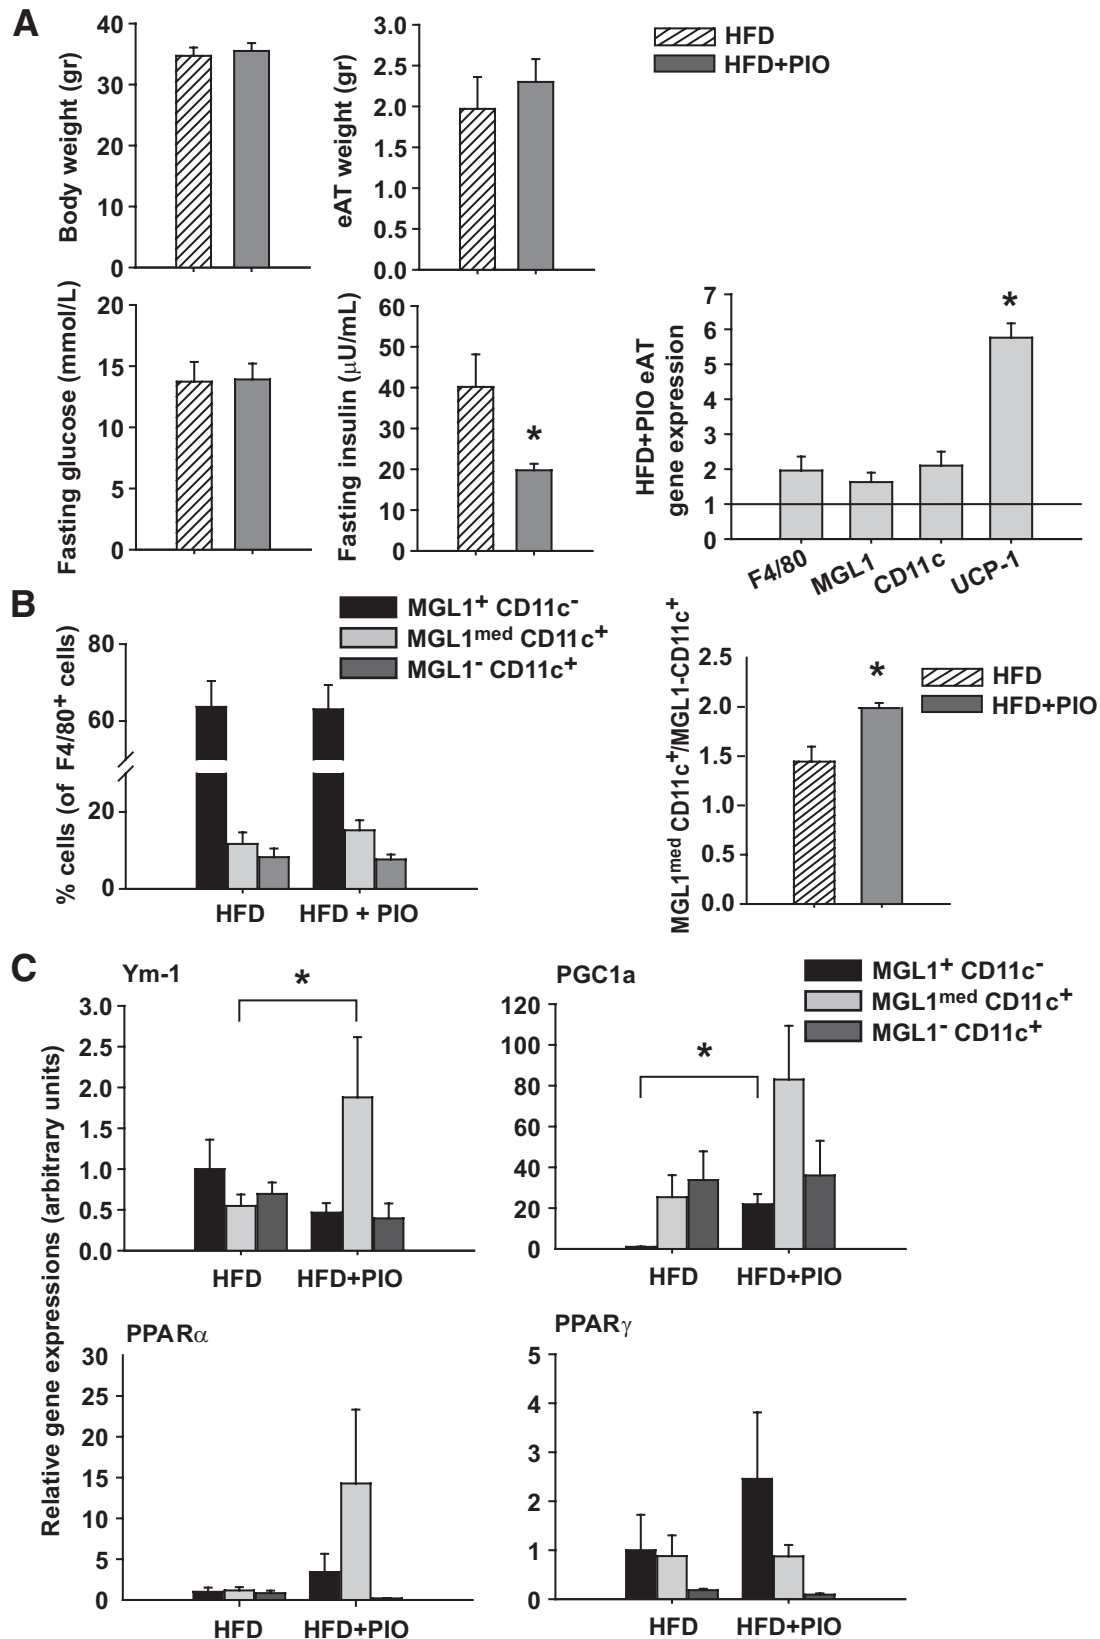 A
HFD
HFD+PIO
Body weight (gr)
40
30
20
10
0
eAT weight (gr)
3.0
2.5
2.0
1.5
1.0
0.5
0.0
Fasting glucose (mmol/L)
20
15
10
5
0
Fasting insulin (μU/mL)
60
50
40
30
20
10
0
*
HFD+PIO eAT
gene expression
7
6
5
4
3
2
1
0
*
F4/80
MGL1
CD11c
UCP-1
B
MGL1+ CD11c-
MGL1med CD11c+
MGL1- CD11c+
% cells (of F4/80+ cells)
80
60
20
0
HFD
HFD + PIO
MGL1med CD11c+/MGL1-CD11c+
2.5
2.0
1.5
1.0
0.5
0.0
*
HFD
HFD+PIO
C
Relative gene expressions (arbitrary units)
Ym-1
3.0
2.5
2.0
1.5
1.0
0.5
0.0
*
HFD
HFD+PIO
PGC1a
120
100
80
60
40
20
0
*
HFD
HFD+PIO
MGL1+ CD11c-
MGL1med CD11c+
MGL1- CD11c+
PPARα
30
25
20
15
10
5
0
HFD
HFD+PIO
PPARγ
5
4
3
2
1
0
HFD
HFD+PIO